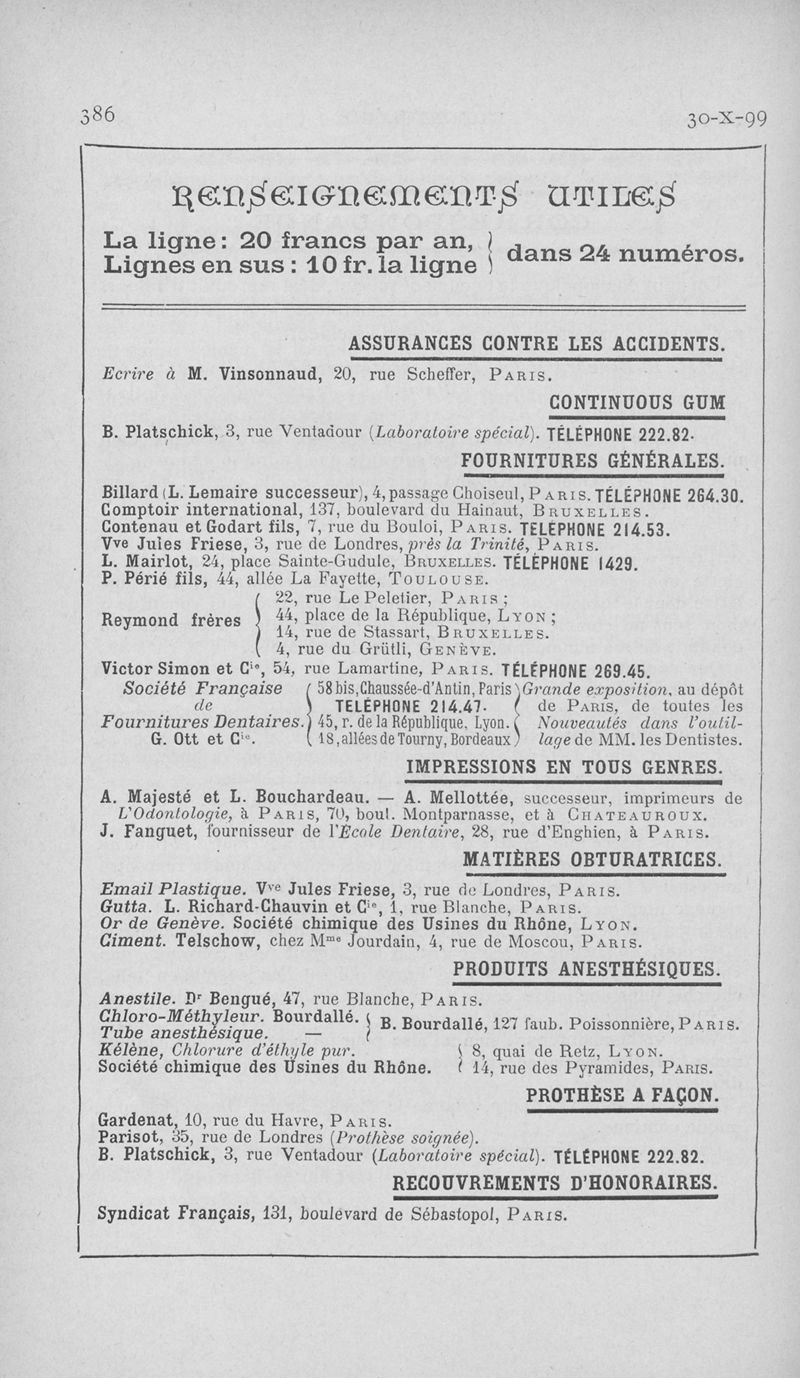 386 30-X-99
Renseignements utiles
La ligne: 20 francs par an, } dans 24 numéros.
Lignes en sus : 10 fr. la ligne
ASSURANCES CONTRE LES ACCIDENTS.
Ecrire à M. Vinsonnaud, 20, rue Scheffer, PARIS.
CONTINUOUS GUM
B. Platschick, 3, rue Ventadour (Laboratoire spécial). TÉLÉPHONE 222.82.
FOURNITURES GÉNÉRALES.
Billard (L. Lemaire successeur), 4, passage Choiseul, PARIS. TÉLÉPHONE 264.30.
Comptoir international, 137, boulevard du Hainaut, BRUXELLES.
Contenau et Godart fils, 7, rue du Bouloi, PARIS. TÉLÉPHONE 214.53.
Vve Jules Friese, 3, rue de Londres, près la Trinité, PARIS.
L. Mairlot, 24, place Sainte-Gudule, BRUXELLES. TÉLÉPHONE 1429.
P. Périé fils, 44, allée La Fayette, TOULOUSE.
22, rue Le Peletier, PARIS ;
Reymond frères { 44, place de la République, LYON ;
14, rue de Stassart, BRUXELLES.
4, rue du Grütli, GENÈVE.
Victor Simon et Cie, 54, rue Lamartine, PARIS. TÉLÉPHONE 269.45.
Société Française { 58 bis, Chaussée-d'Antin, Paris } Grande exposition, au dépôt
de TELÉPHONE 214.47. de PARIS, de toutes les
Fournitures Dentaires. 45, r. de la République, Lyon. Nouveautés dans l'outil-
G. Ott et Cie. 18, allées de Tourny, Bordeaux lage de MM. les Dentistes.
IMPRESSIONS EN TOUS GENRES.
A. Majesté et L. Bouchardeau. — A. Mellottée, successeur, imprimeurs de
L'Odontologie, à PARIS, 70, boul. Montparnasse, et à CHATEAUROUX.
J. Fanguet, fournisseur de l'Ecole Dentaire, 28, rue d'Enghien, à PARIS.
MATIÈRES OBTURATRICES.
Email Plastique. Vve Jules Friese, 3, rue de Londres, PARIS.
Gutta. L. Richard-Chauvin et Cie, 1, rue Blanche, PARIS.
Or de Genève. Société chimique des Usines du Rhône, LYON.
Ciment. Telschow, chez Mme Jourdain, 4, rue de Moscou, PARIS.
PRODUITS ANESTHÉSIQUES.
Anestile. Dr Bengué, 47, rue Blanche, PARIS.
Chloro-Méthyleur. Bourdallé. } B. Bourdallé, 127 faub. Poissonnière, PARIS.
Tube anesthésique. —
Kélène, Chlorure d'éthyle pur. { 8, quai de Retz, LYON.
Société chimique des Usines du Rhône. 14, rue des Pyramides, PARIS.
PROTHÈSE A FAÇON.
Gardenat, 10, rue du Havre, PARIS.
Parisot, 35, rue de Londres (Prothèse soignée).
B. Platschick, 3, rue Ventadour (Laboratoire spécial). TÉLÉPHONE 222.82.
RECOUVREMENTS D'HONORAIRES.
Syndicat Français, 131, boulevard de Sébastopol, PARIS.